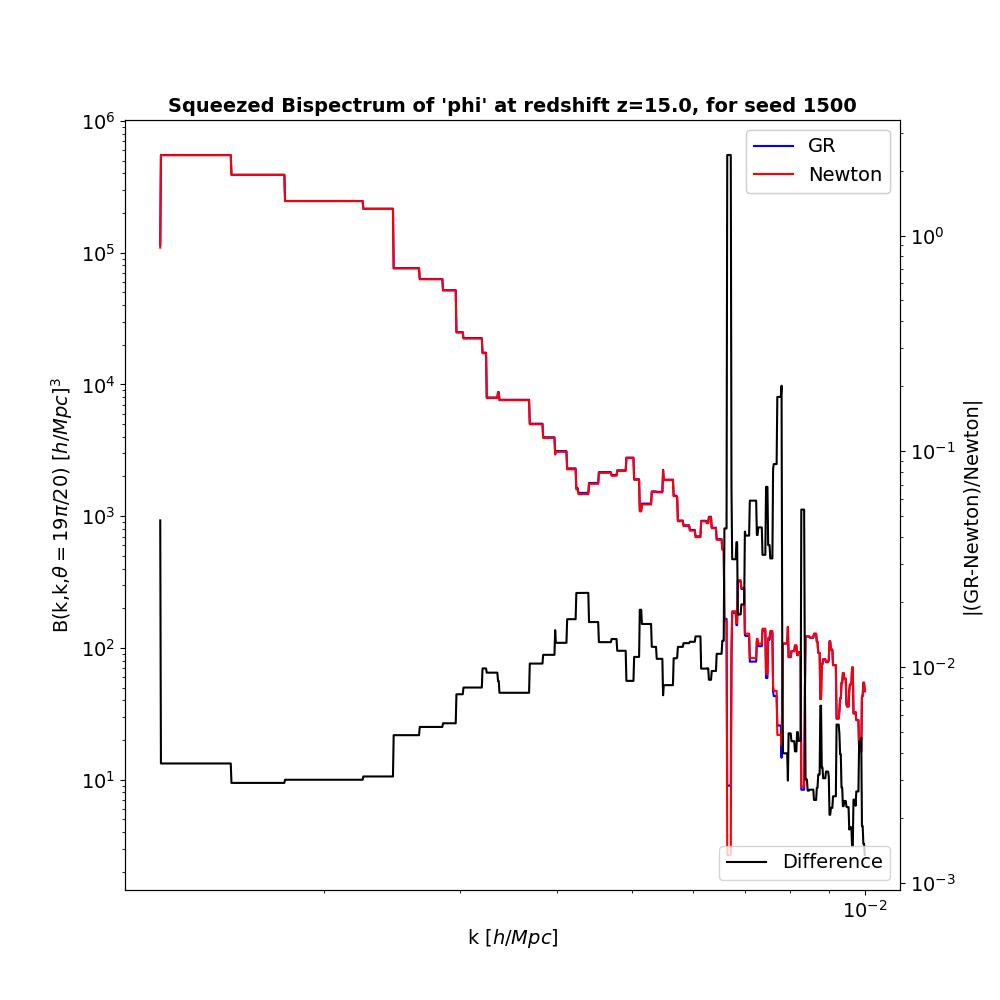 Squeezed Bispectrum of 'phi' at redshift z=15.0, for seed 1500
GR
Newton
10^6
10^5
10^4
10^3
10^2
10^1
B(k,k,θ = 19π/20) [h/Mpc]^3
10^0
10^−1
10^−2
10^−3
|(GR-Newton)/Newton|
Difference
10^−2
k [h/Mpc]